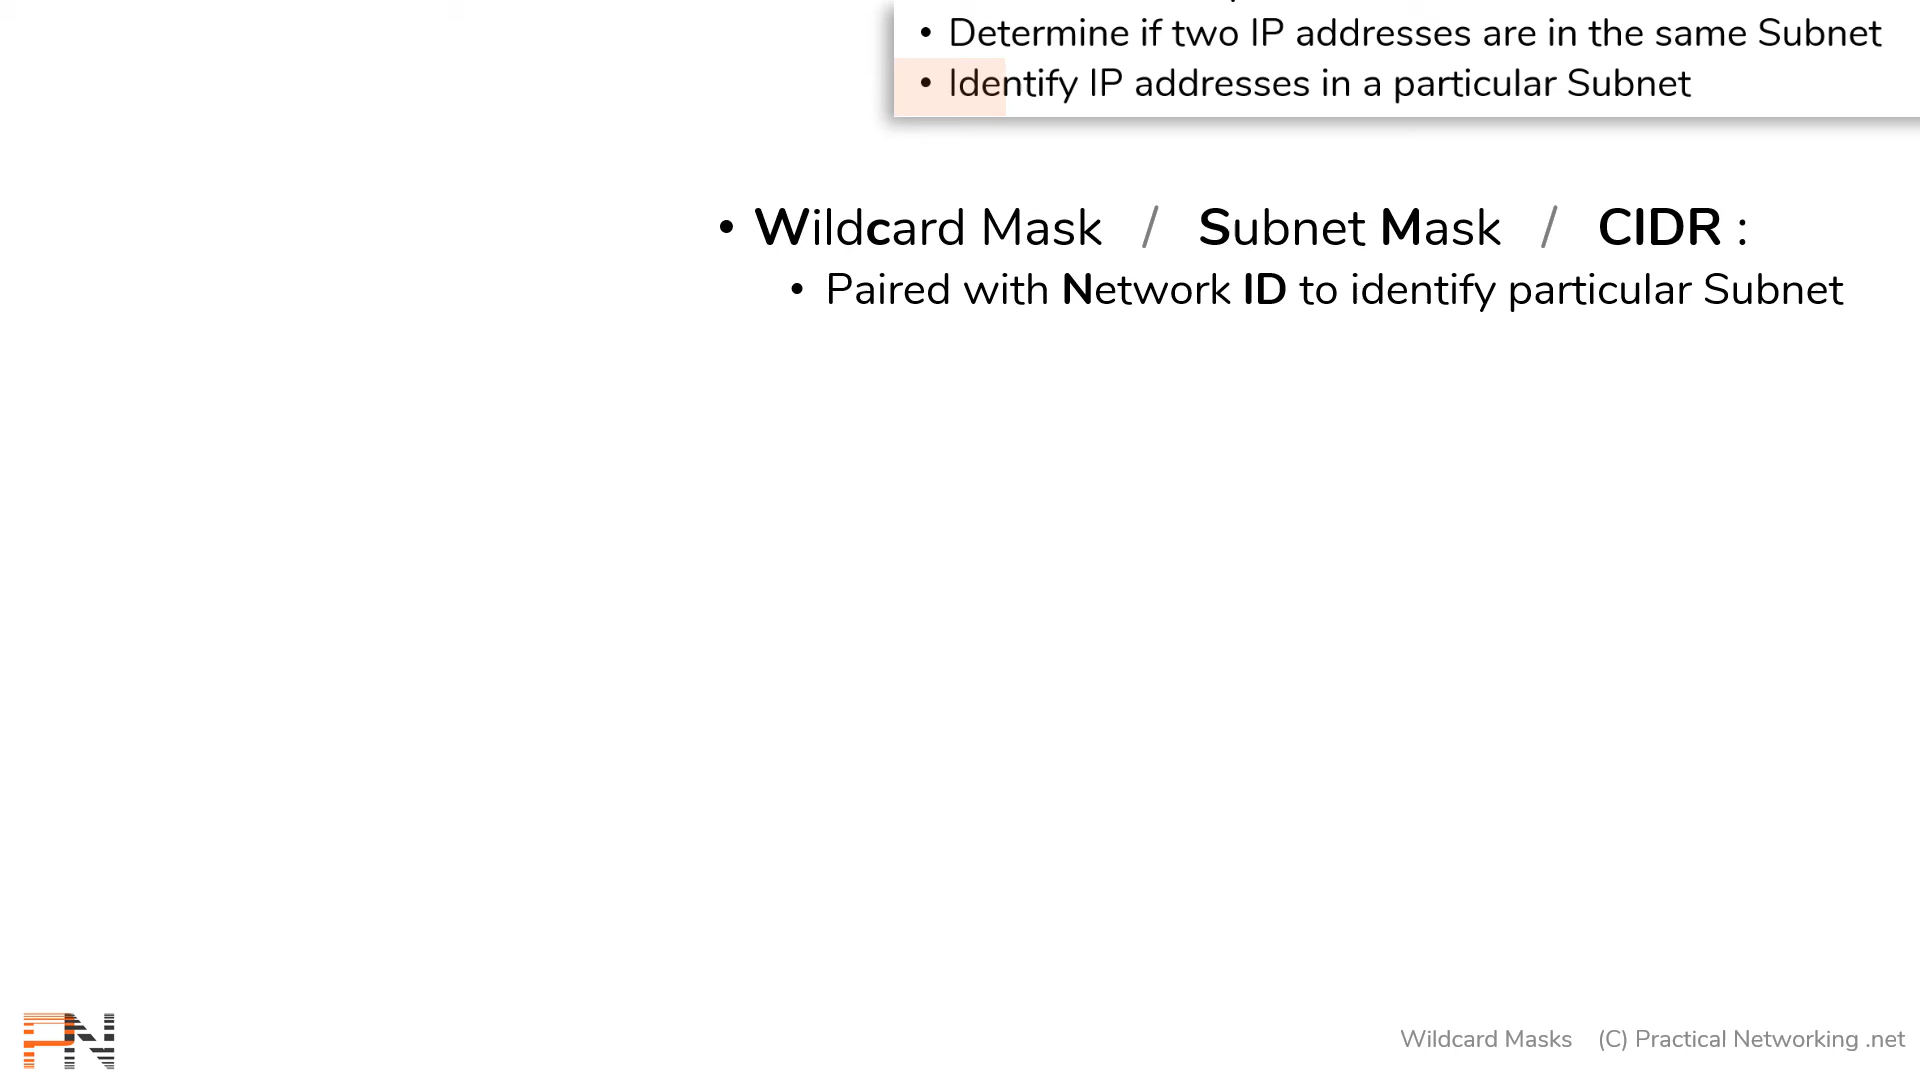 • Determine if two IP addresses are in the same Subnet
• Identify IP addresses in a particular Subnet
• Wildcard Mask / Subnet Mask / CIDR :
• Paired with Network ID to identify particular Subnet
PN
Wildcard Masks (C) Practical Networking .net